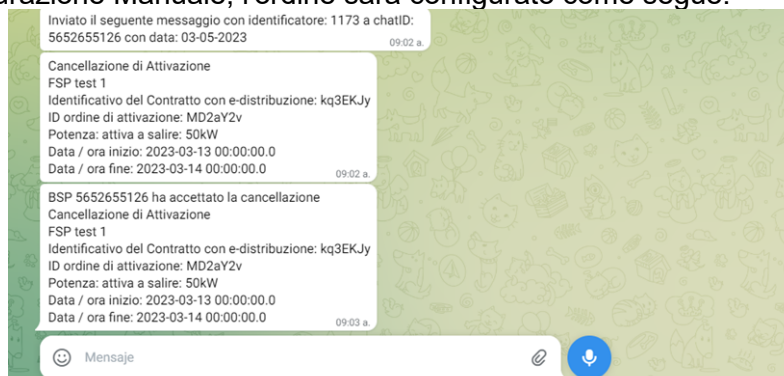 Inviato il seguente messaggio con identificatore: 1173 a chatID:
5652655126 con data: 03-05-2023
09:02 a.
Cancellazione di Attivazione
FSP test 1
Identificativo del Contratto con e-distribuzione: kq3EKJy
ID ordine di attivazione: MD2aY2v
Potenza: attiva a salire: 50kW
Data / ora inizio: 2023-03-13 00:00:00.0
Data / ora fine: 2023-03-14 00:00:00.0
09:02 a.
BSP 5652655126 ha accettato la cancellazione
Cancellazione di Attivazione
FSP test 1
Identificativo del Contratto con e-distribuzione: kq3EKJy
ID ordine di attivazione: MD2aY2v
Potenza: attiva a salire: 50kW
Data / ora inizio: 2023-03-13 00:00:00.0
Data / ora fine: 2023-03-14 00:00:00.0
09:03 a.
Mensaje